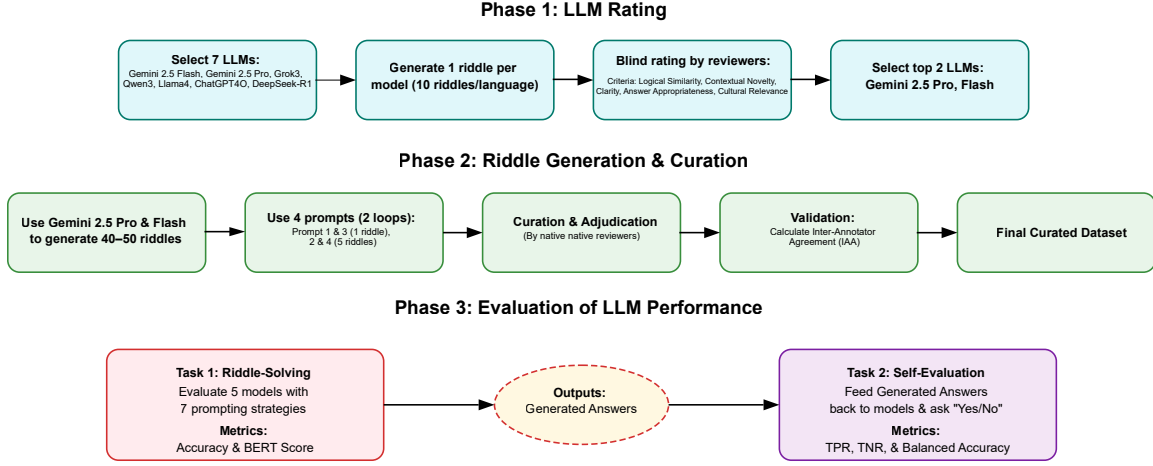 Phase 1: LLM Rating
Select 7 LLMs:
Gemini 2.5 Flash, Gemini 2.5 Pro, Grok3,
Qwen3, Llama4, ChatGPT4O, DeepSeek-R1
Generate 1 riddle per
model (10 riddles/language)
Blind rating by reviewers:
Criteria: Logical Similarity, Contextual Novelty,
Clarity, Answer Appropriateness, Cultural Relevance
Select top 2 LLMs:
Gemini 2.5 Pro, Flash
Phase 2: Riddle Generation & Curation
Use Gemini 2.5 Pro & Flash
to generate 40–50 riddles
Use 4 prompts (2 loops):
Prompt 1 & 3 (1 riddle),
2 & 4 (5 riddles)
Curation & Adjudication
(By native native reviewers)
Validation:
Calculate Inter-Annotator
Agreement (IAA)
Final Curated Dataset
Phase 3: Evaluation of LLM Performance
Task 1: Riddle-Solving
Evaluate 5 models with
7 prompting strategies
Metrics:
Accuracy & BERT Score
Outputs:
Generated Answers
Task 2: Self-Evaluation
Feed Generated Answers
back to models & ask "Yes/No"
Metrics:
TPR, TNR, & Balanced Accuracy